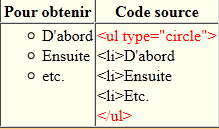 Pour obtenir
Code source
D'abord
Ensuite
etc.
<ul type="circle">
<li>D'abord
<li>Ensuite
<li>Etc.
</ul>